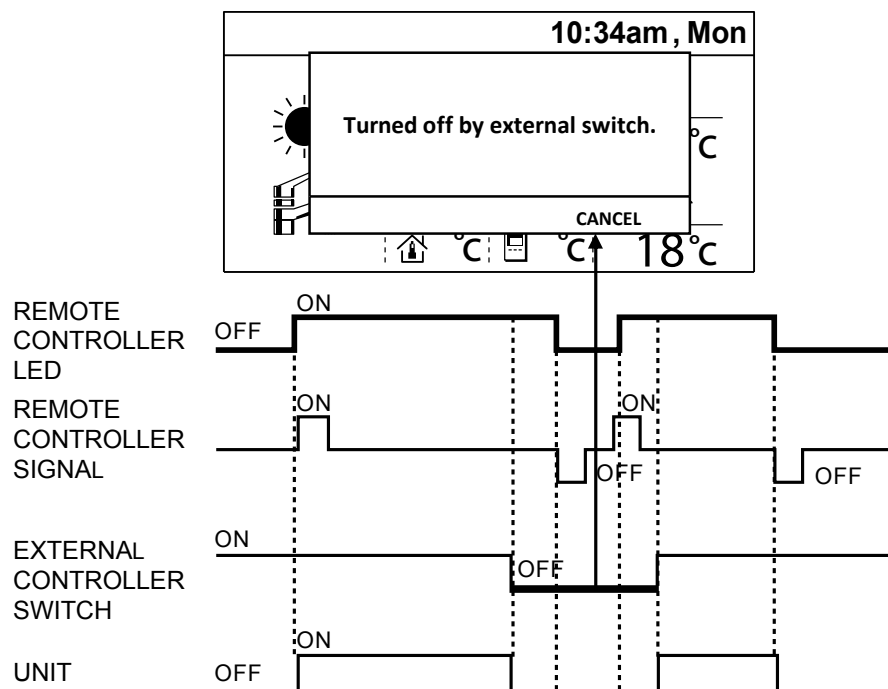 10:34am , Mon
Turned off by external switch.
°c
CANCEL
°c
°c
18°c
REMOTE
CONTROLLER
LED
OFF
ON
REMOTE
CONTROLLER
SIGNAL
ON
OFF
ON
OFF
EXTERNAL
CONTROLLER
SWITCH
ON
OFF
UNIT
OFF
ON